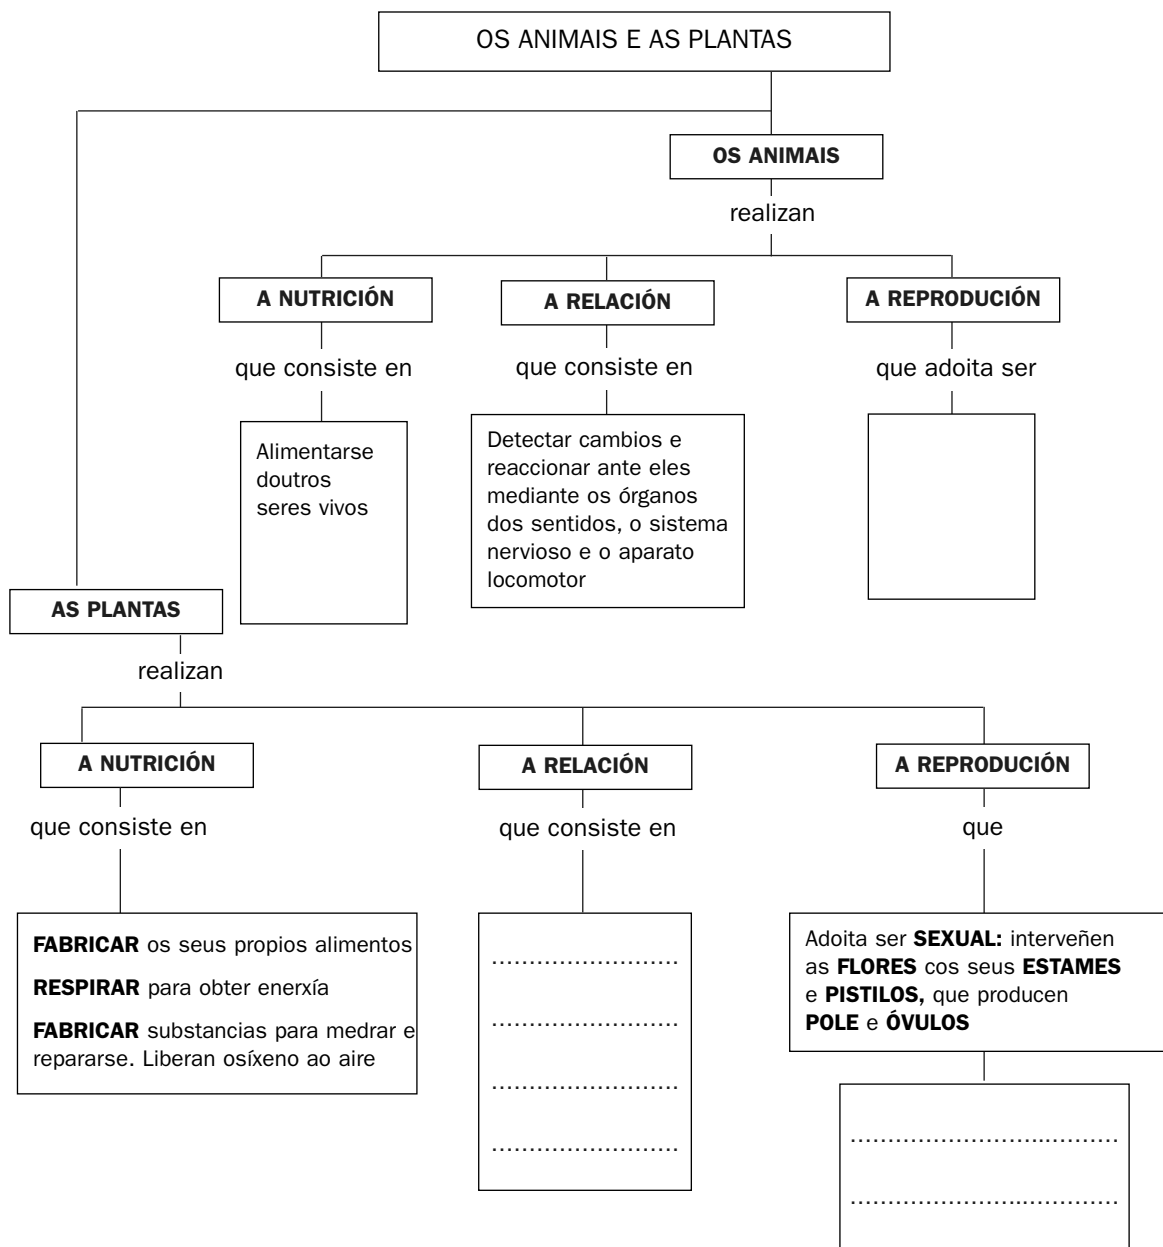 OS ANIMAIS E AS PLANTAS
OS ANIMAIS
realizan
A NUTRICIÓN
A RELACIÓN
A REPRODUCIÓN
que consiste en
que consiste en
que adoita ser
Alimentarse
doutros
seres vivos
Detectar cambios e
reaccionar ante eles
mediante os órganos
dos sentidos, o sistema
nervioso e o aparato
locomotor
AS PLANTAS
realizan
A NUTRICIÓN
A RELACIÓN
A REPRODUCIÓN
que consiste en
que consiste en
que
FABRICAR os seus propios alimentos
RESPIRAR para obter enerxía
FABRICAR substancias para medrar e
repararse. Liberan osíxeno ao aire
.........................
.........................
.........................
.........................
Adoita ser SEXUAL: interveñen
as FLORES cos seus ESTAMES
e PISTILOS, que producen
POLE e ÓVULOS
....................................
....................................